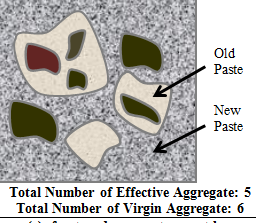 Old
Paste
New
Paste
Total Number of Effective Aggregate: 5
Total Number of Virgin Aggregate: 6